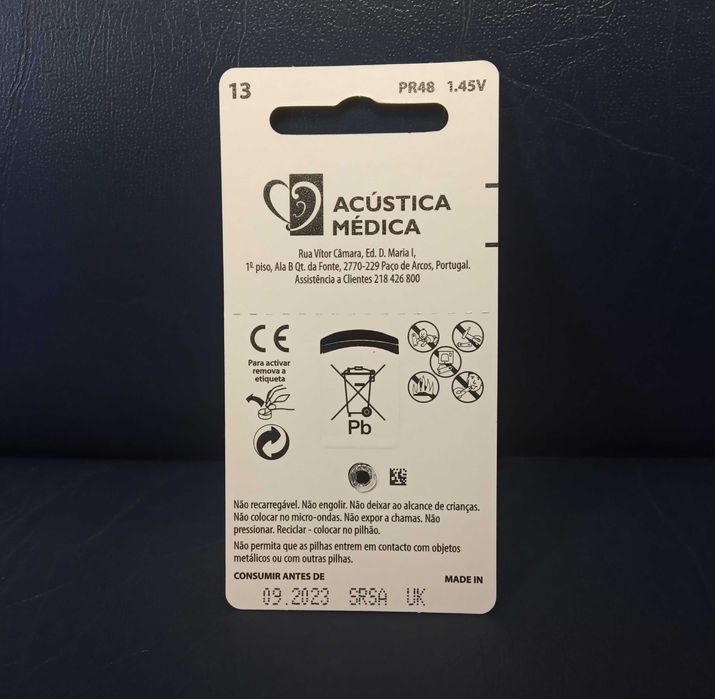 13 PR48 1.45V
ACÚSTICA
MÉDICA
Rua Vítor Câmara, Ed. D. Maria I,
1º piso, Ala B Qt. da Fonte, 2770-229 Paço de Arcos, Portugal.
Assistência a Clientes 218 426 800
CE
Para activar
remova a
etiqueta
Pb
Não recarregável. Não engolir. Não deixar ao alcance de crianças.
Não colocar no micro-ondas. Não expor a chamas. Não
pressionar. Reciclar - colocar no pilhão.
Não permita que as pilhas entrem em contacto com objetos
metálicos ou com outras pilhas.
CONSUMIR ANTES DE MADE IN
09.2023 SRSA UK